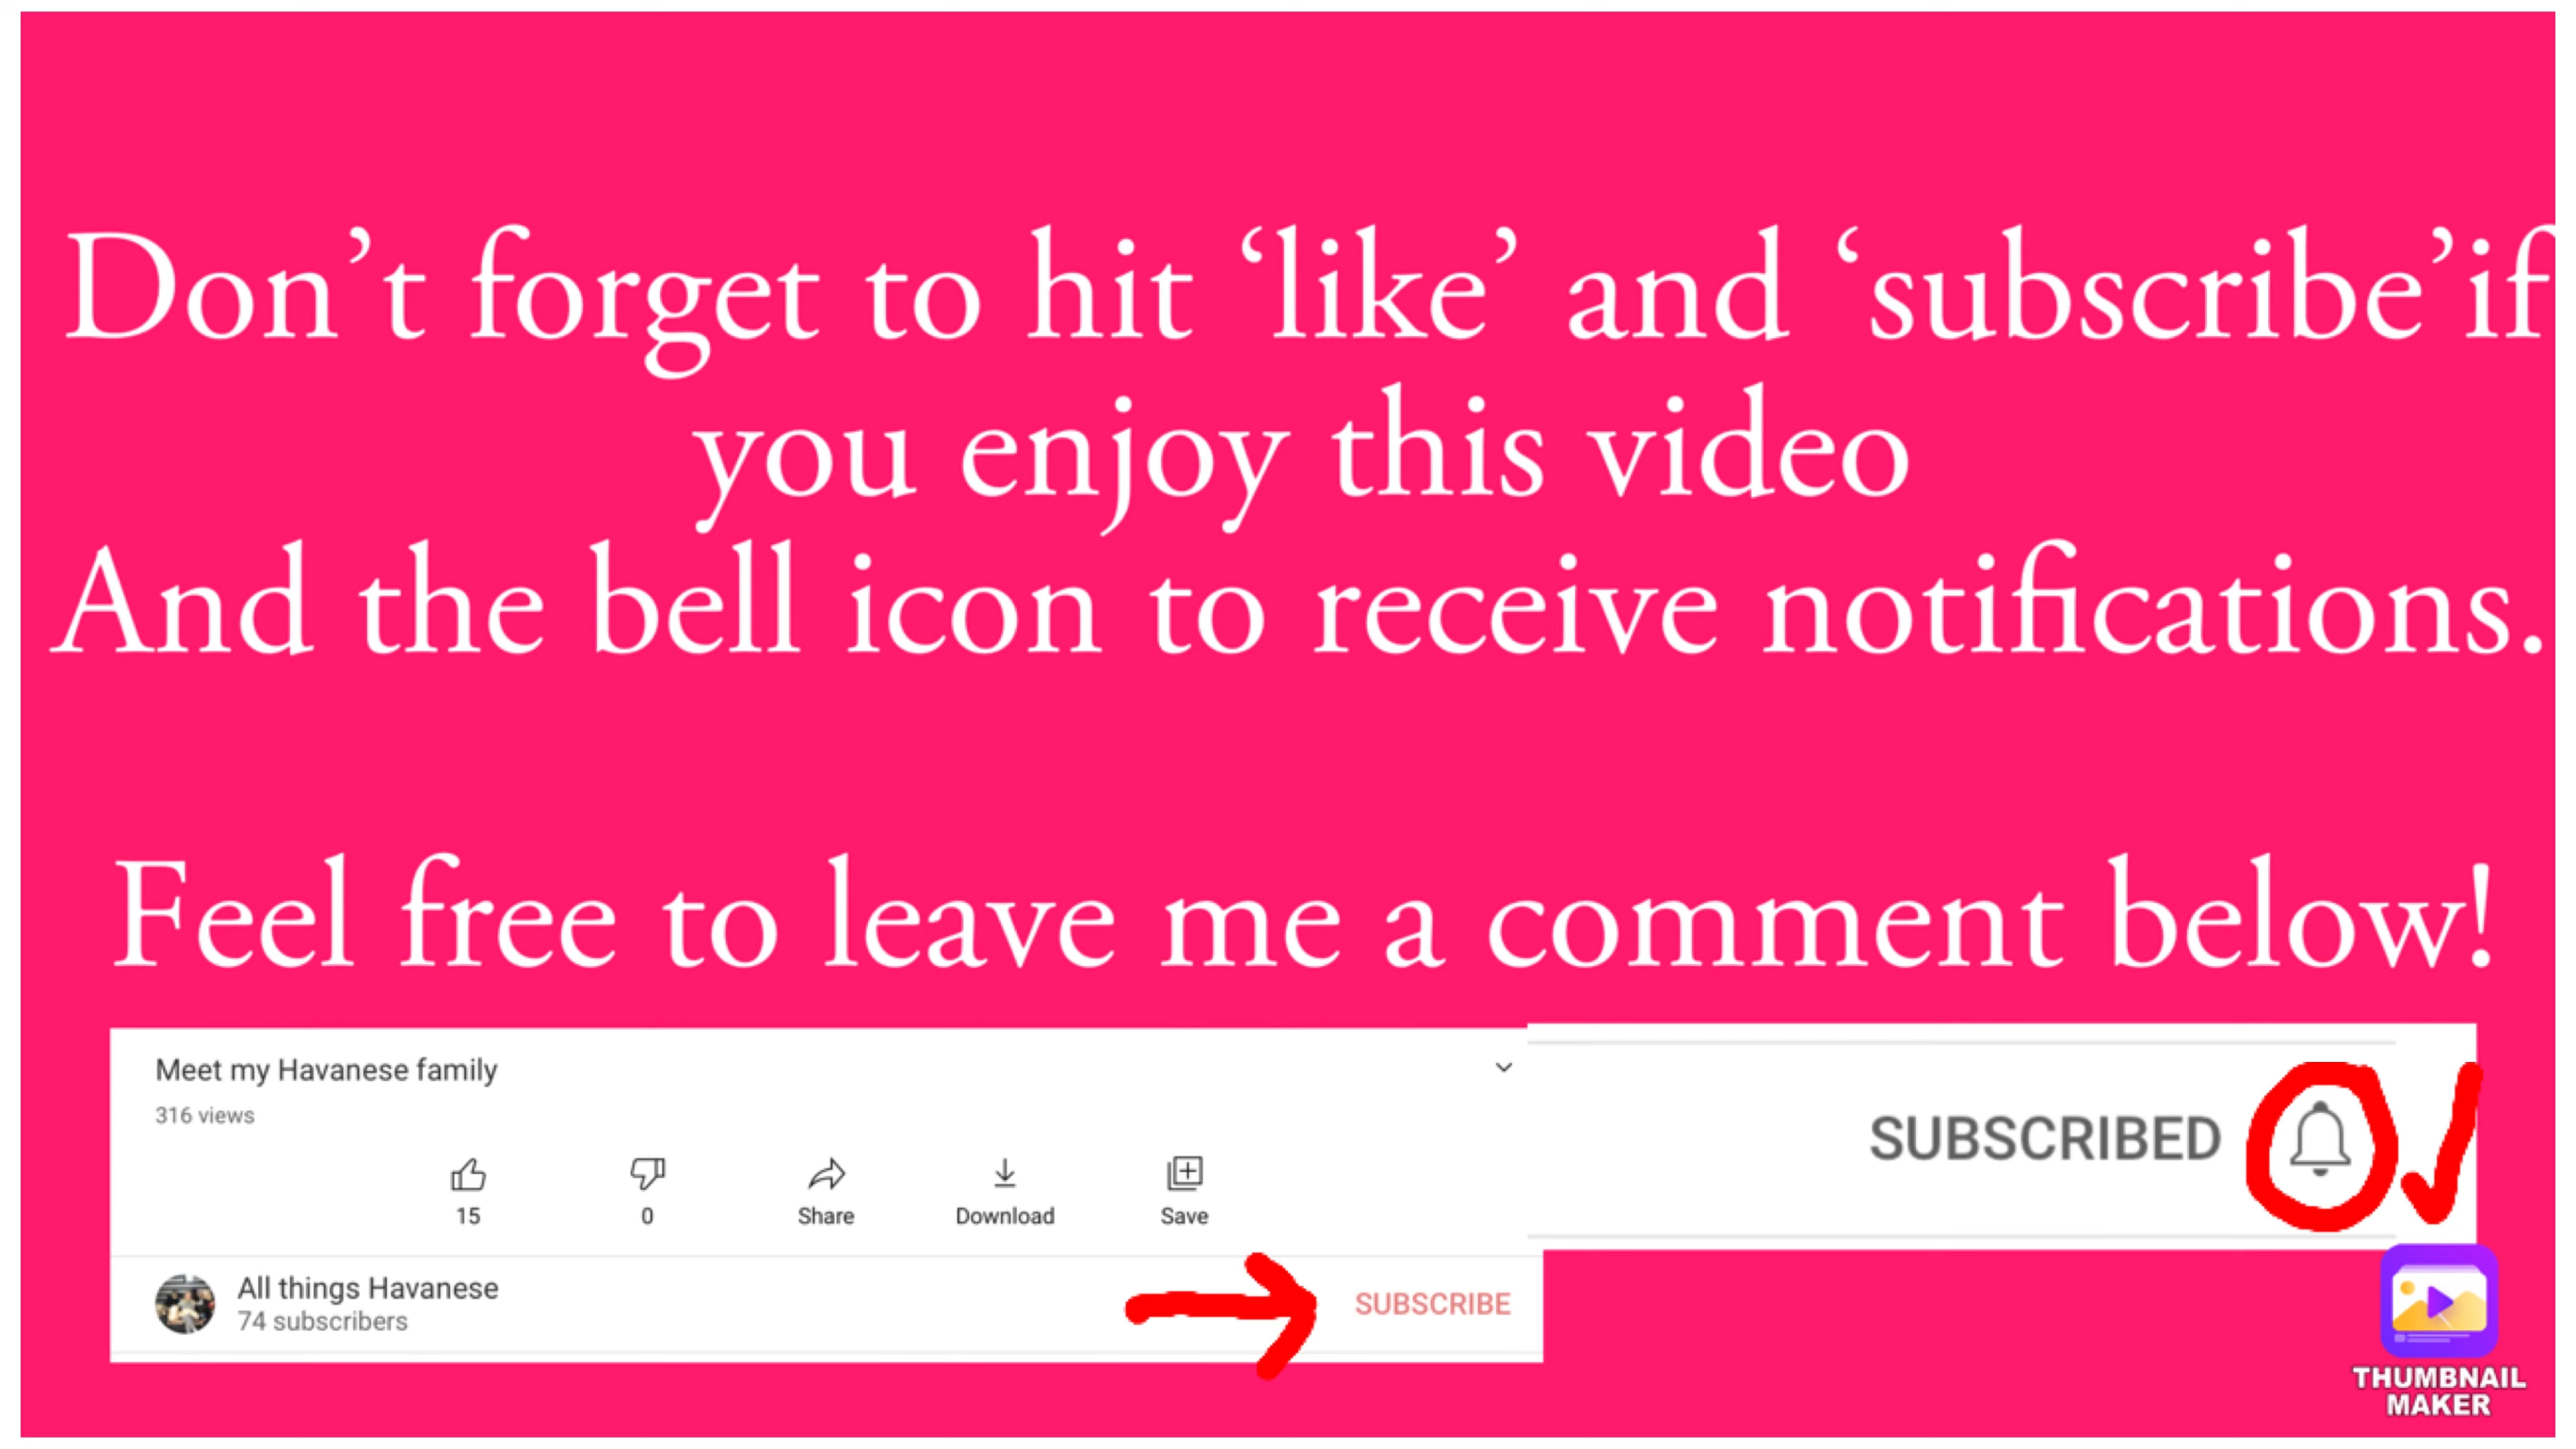 Don’t forget to hit ‘like’ and ‘subscribe’if
you enjoy this video
And the bell icon to receive notifications.
Feel free to leave me a comment below!
Meet my Havanese family
316 views
15 0 Share Download Save
SUBSCRIBED
All things Havanese
74 subscribers
SUBSCRIBE
THUMBNAIL
MAKER